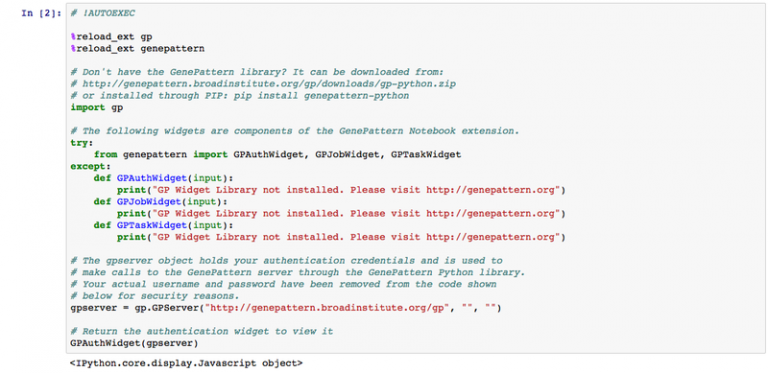 In [2]: # !AUTOEXEC
%reload_ext gp
%reload_ext genepattern
# Don't have the GenePattern library? It can be downloaded from:
# http://genepattern.broadinstitute.org/gp/downloads/gp-python.zip
# or installed through PIP: pip install genepattern-python
import gp
# The following widgets are components of the GenePattern Notebook extension.
try:
    from genepattern import GPAuthWidget, GPJobWidget, GPTaskWidget
except:
    def GPAuthWidget(input):
        print("GP Widget Library not installed. Please visit http://genepattern.org")
    def GPJobWidget(input):
        print("GP Widget Library not installed. Please visit http://genepattern.org")
    def GPTaskWidget(input):
        print("GP Widget Library not installed. Please visit http://genepattern.org")
# The gpserver object holds your authentication credentials and is used to
# make calls to the GenePattern server through the GenePattern Python library.
# Your actual username and password have been removed from the code shown
# below for security reasons.
gpserver = gp.GPServer("http://genepattern.broadinstitute.org/gp", "", "")
# Return the authentication widget to view it
GPAuthWidget(gpserver)
<IPython.core.display.Javascript object>